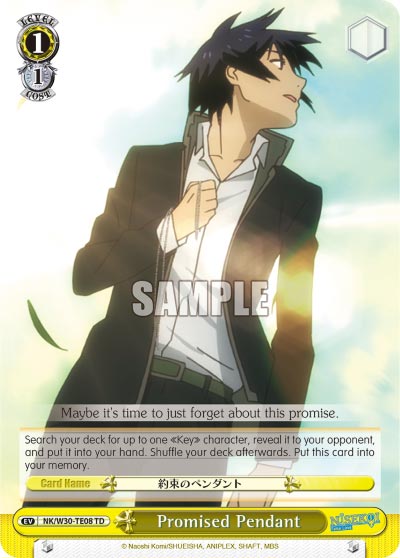 LEVEL
1
1
COST
SAMPLE
Maybe it's time to just forget about this promise.
Search your deck for up to one ≪Key≫ character, reveal it to your opponent,
and put it into your hand. Shuffle your deck afterwards. Put this card into
your memory.
Card Name 約束のペンダント
EV NK/W30-TE08 TD Promised Pendant NISEKOI
© Naoshi Komi/SHUEISHA, ANIPLEX, SHAFT, MBS